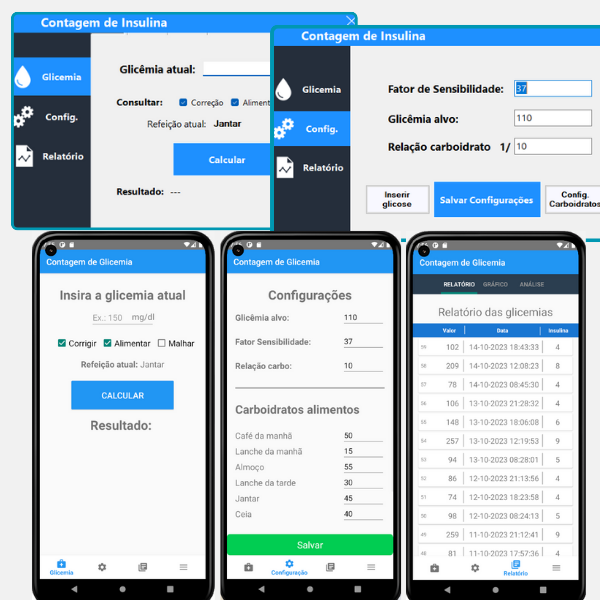 Contagem de Insulina
Glicemia
Config.
Relatório
Glicêmia atual:
Consultar:
Correção
Aliment
Refeição atual: Jantar
Calcular
Resultado: ---
Contagem de Insulina
Glicemia
Config.
Relatório
Fator de Sensibilidade: 37
Glicêmia alvo: 110
Relação carboidrato 1/ 10
Inserir
glicose
Salvar Configurações
Config.
Carboidratos
Contagem de Glicemia
Insira a glicemia atual
Ex.: 150 mg/dl
Corrigir Alimentar Malhar
Refeição atual: Jantar
CALCULAR
Resultado:
Glicemia
Contagem de Glicemia
Configurações
Glicêmia alvo: 110
Fator Sensibilidade: 37
Relação carbo: 10
Carboidratos alimentos
Café da manhã 50
Lanche da manhã 15
Almoço 55
Lanche da tarde 30
Jantar 45
Ceia 40
Salvar
Configuração
Contagem de Glicemia
RELATÓRIO GRÁFICO ANÁLISE
Relatório das glicemias
Valor Data Insulina
102 14-10-2023 18:43:33 4
58 209 14-10-2023 12:08:23 8
57 78 14-10-2023 08:45:30 4
56 106 13-10-2023 21:28:32 4
55 148 13-10-2023 18:06:08 6
54 257 13-10-2023 12:19:53 9
53 94 13-10-2023 08:28:01 5
52 86 12-10-2023 21:13:56 4
51 74 12-10-2023 18:23:58 4
50 98 12-10-2023 08:24:13 5
49 259 11-10-2023 21:12:41 9
48 81 11-10-2023 17:57:36 4
Relatório